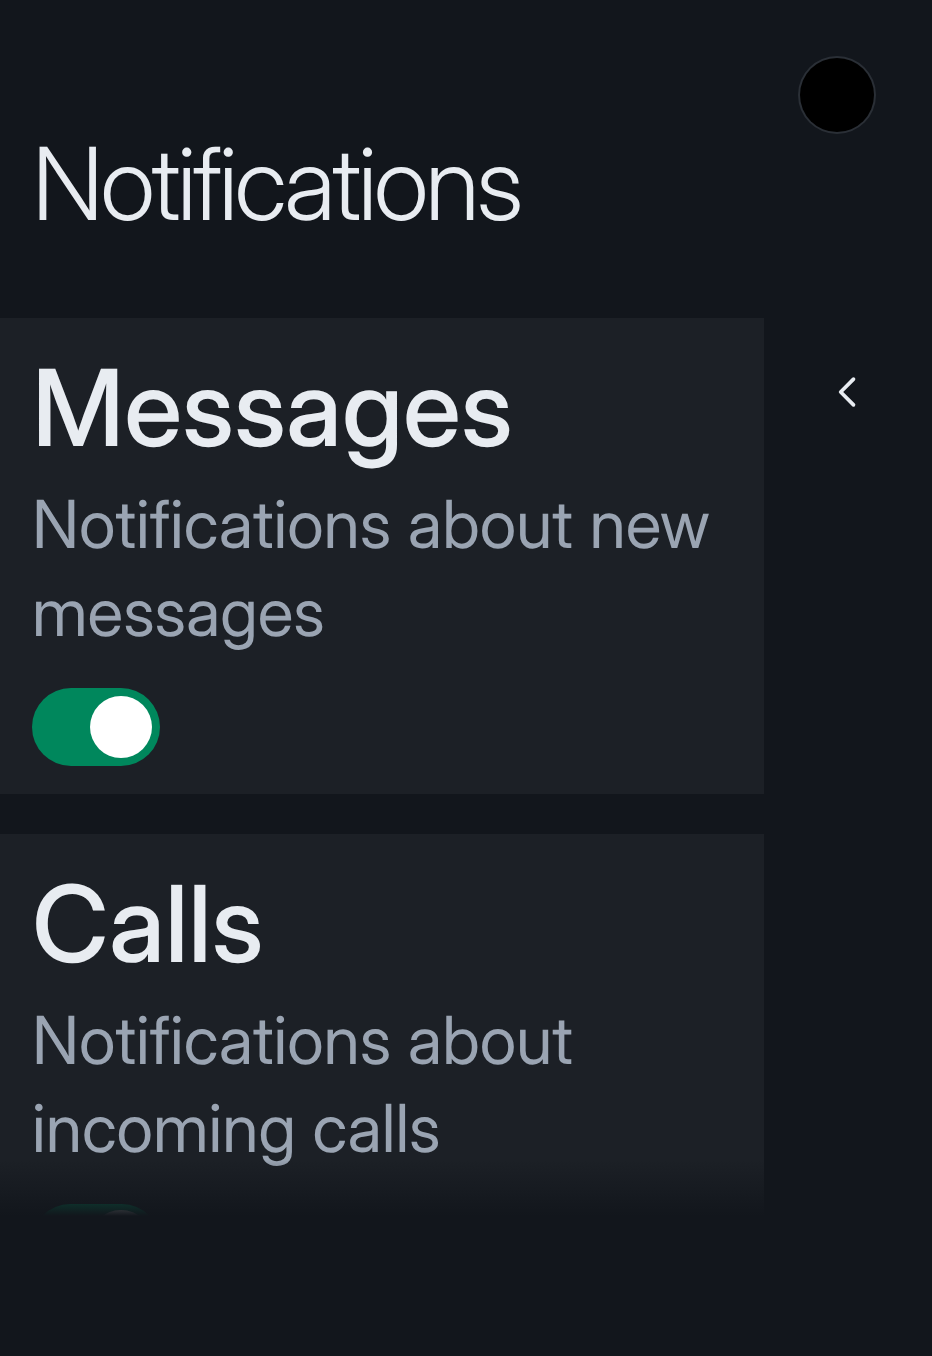 Notifications
Messages
Notifications about new
messages
Calls
Notifications about
incoming calls